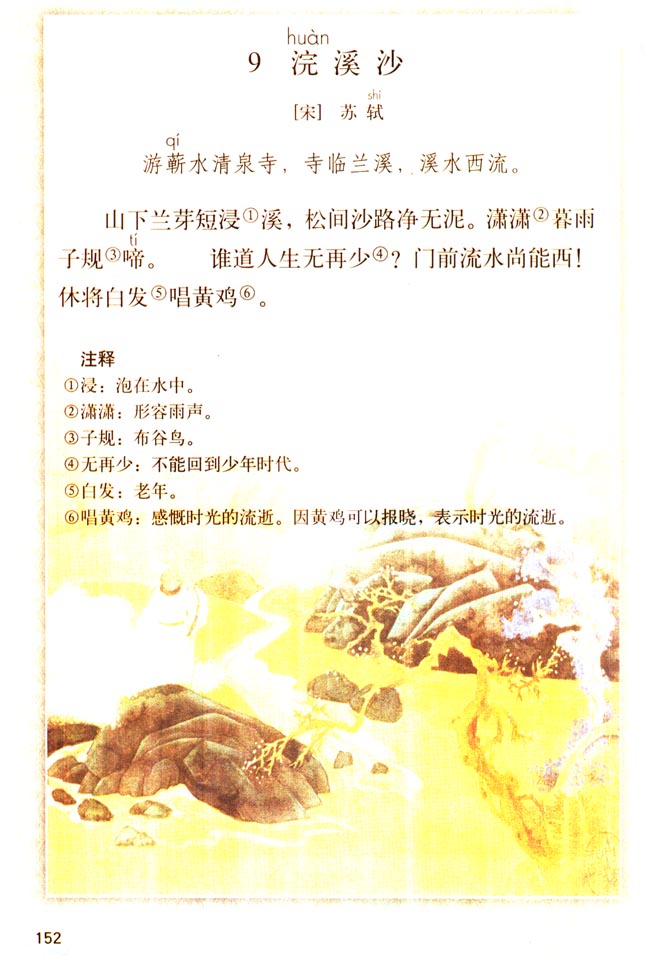 huàn
9 浣溪沙
shì
[宋] 苏轼
qí
游蕲水清泉寺，寺临兰溪，溪水西流。
山下兰芽短浸①溪，松间沙路净无泥。潇潇②暮雨
tí
子规③啼。 谁道人生无再少④？门前流水尚能西！
休将白发⑤唱黄鸡⑥。
注释
①浸：泡在水中。
②潇潇：形容雨声。
③子规：布谷鸟。
④无再少：不能回到少年时代。
⑤白发：老年。
⑥唱黄鸡：感慨时光的流逝。因黄鸡可以报晓，表示时光的流逝。
152